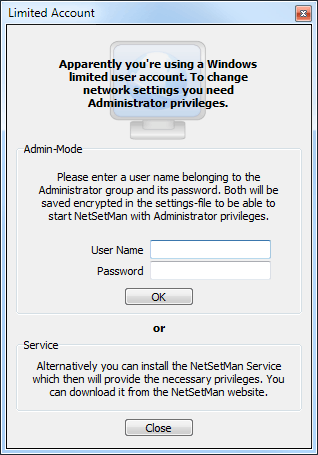 Limited Account
Apparently you're using a Windows
limited user account. To change
network settings you need
Administrator privileges.
Admin-Mode
Please enter a user name belonging to the
Administrator group and its password. Both will be
saved encrypted in the settings-file to be able to
start NetSetMan with Administrator privileges.
User Name
Password
OK
or
Service
Alternatively you can install the NetSetMan Service
which then will provide the necessary privileges. You
can download it from the NetSetMan website.
Close